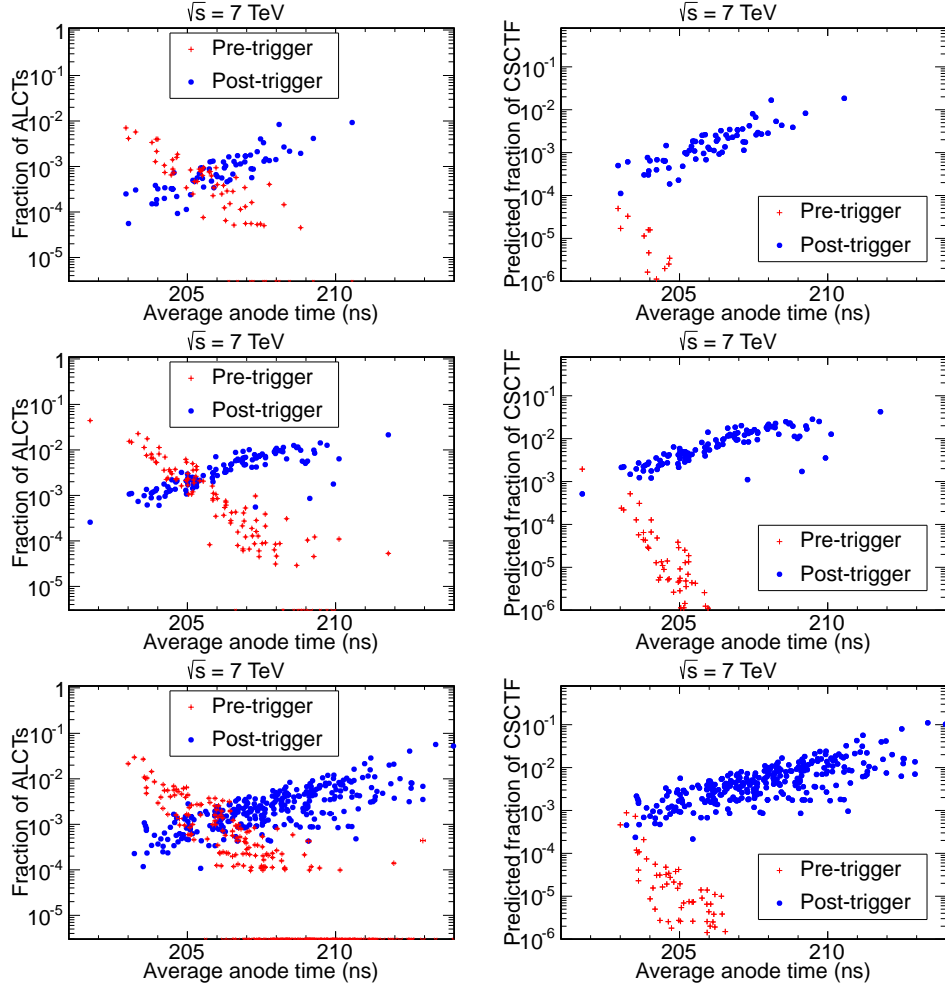 √s = 7 TeV
Fraction of ALCTs
1
10⁻¹
10⁻²
10⁻³
10⁻⁴
10⁻⁵
Pre-trigger
Post-trigger
205
210
Average anode time (ns)
√s = 7 TeV
Predicted fraction of CSCTF
10⁻¹
10⁻²
10⁻³
10⁻⁴
10⁻⁵
10⁻⁶
Pre-trigger
Post-trigger
205
210
Average anode time (ns)
√s = 7 TeV
Fraction of ALCTs
1
10⁻¹
10⁻²
10⁻³
10⁻⁴
10⁻⁵
Pre-trigger
Post-trigger
205
210
Average anode time (ns)
√s = 7 TeV
Predicted fraction of CSCTF
10⁻¹
10⁻²
10⁻³
10⁻⁴
10⁻⁵
10⁻⁶
Pre-trigger
Post-trigger
205
210
Average anode time (ns)
√s = 7 TeV
Fraction of ALCTs
1
10⁻¹
10⁻²
10⁻³
10⁻⁴
10⁻⁵
Pre-trigger
Post-trigger
205
210
Average anode time (ns)
√s = 7 TeV
Predicted fraction of CSCTF
10⁻¹
10⁻²
10⁻³
10⁻⁴
10⁻⁵
10⁻⁶
Pre-trigger
Post-trigger
205
210
Average anode time (ns)